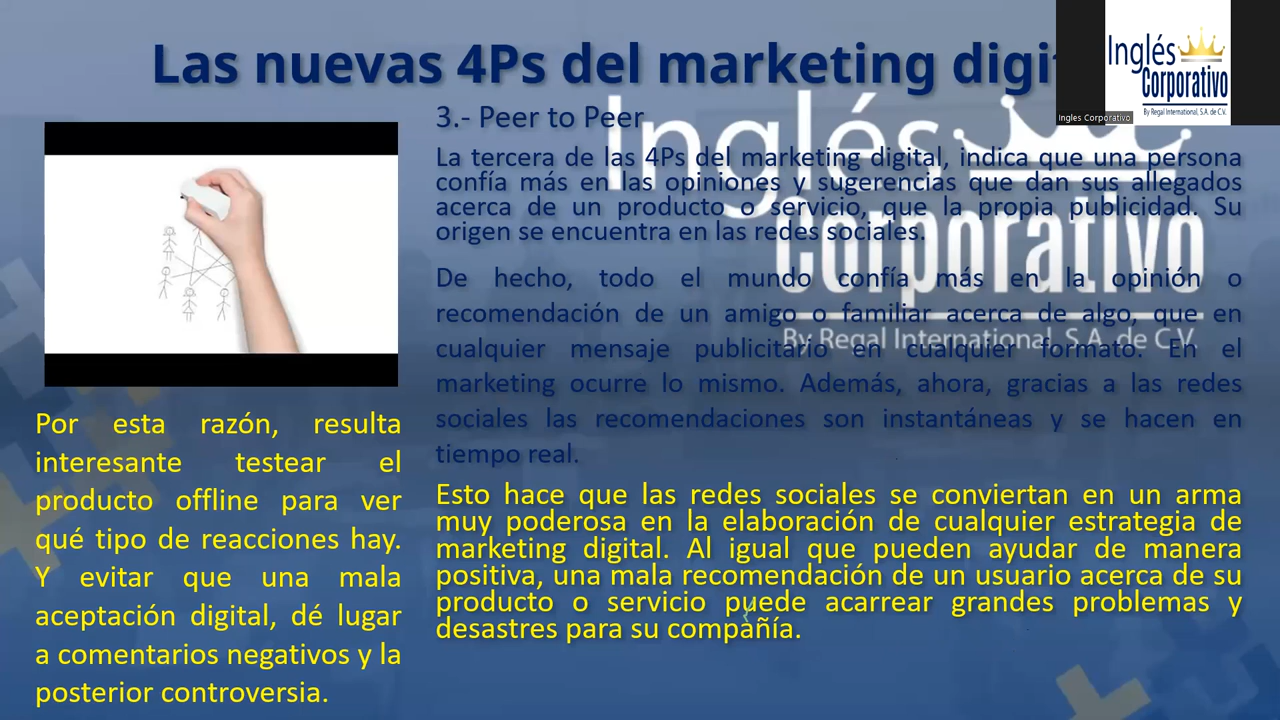 Las nuevas 4Ps del marketing digi
Inglés
Corporativo
By Regal International, S.A. de C.V.
Ingles Corporativo
3.- Peer to Peer
La tercera de las 4Ps del marketing digital, indica que una persona
confía más en las opiniones y sugerencias que dan sus allegados
acerca de un producto o servicio, que la propia publicidad. Su
origen se encuentra en las redes sociales.
De hecho, todo el mundo confía más en la opinión o
recomendación de un amigo o familiar acerca de algo, que en
cualquier mensaje publicitario en cualquier formato. En el
marketing ocurre lo mismo. Además, ahora, gracias a las redes
sociales las recomendaciones son instantáneas y se hacen en
tiempo real.
Esto hace que las redes sociales se conviertan en un arma
muy poderosa en la elaboración de cualquier estrategia de
marketing digital. Al igual que pueden ayudar de manera
positiva, una mala recomendación de un usuario acerca de su
producto o servicio puede acarrear grandes problemas y
desastres para su compañía.
Por esta razón, resulta
interesante testear el
producto offline para ver
qué tipo de reacciones hay.
Y evitar que una mala
aceptación digital, dé lugar
a comentarios negativos y la
posterior controversia.
Inglés
Corporativo
By Regal International, S.A. de C.V.